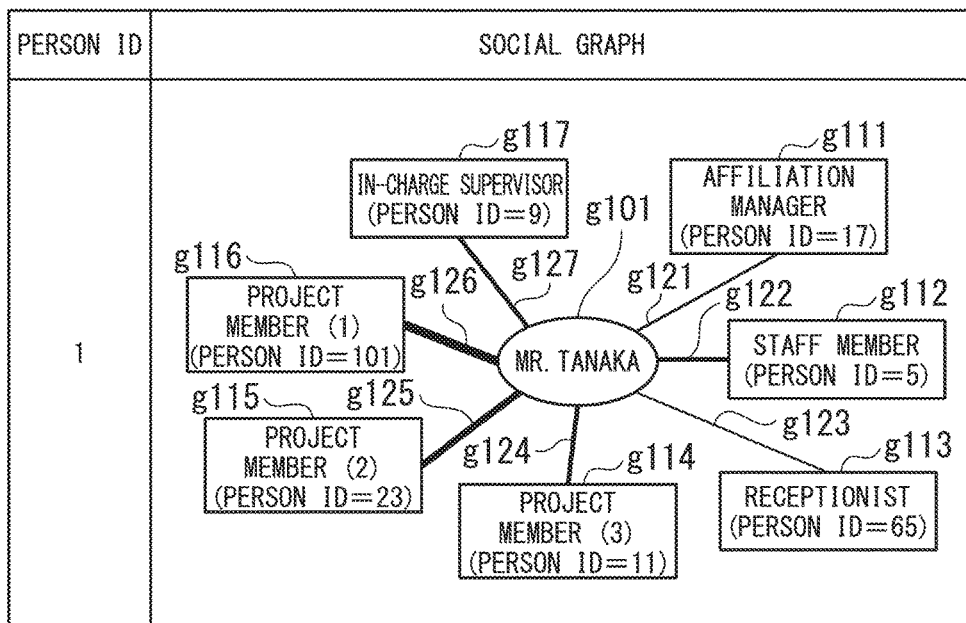 PERSON ID
SOCIAL GRAPH
1
g117
IN-CHARGE SUPERVISOR
(PERSON ID=9)
g111
AFFILIATION
MANAGER
(PERSON ID=17)
g101
g127
g121
g116
PROJECT
MEMBER (1)
(PERSON ID=101)
g126
g122
g112
STAFF MEMBER
(PERSON ID=5)
MR. TANAKA
g115
PROJECT
MEMBER (2)
(PERSON ID=23)
g125
g124
g123
g114
PROJECT
MEMBER (3)
(PERSON ID=11)
g113
RECEPTIONIST
(PERSON ID=65)